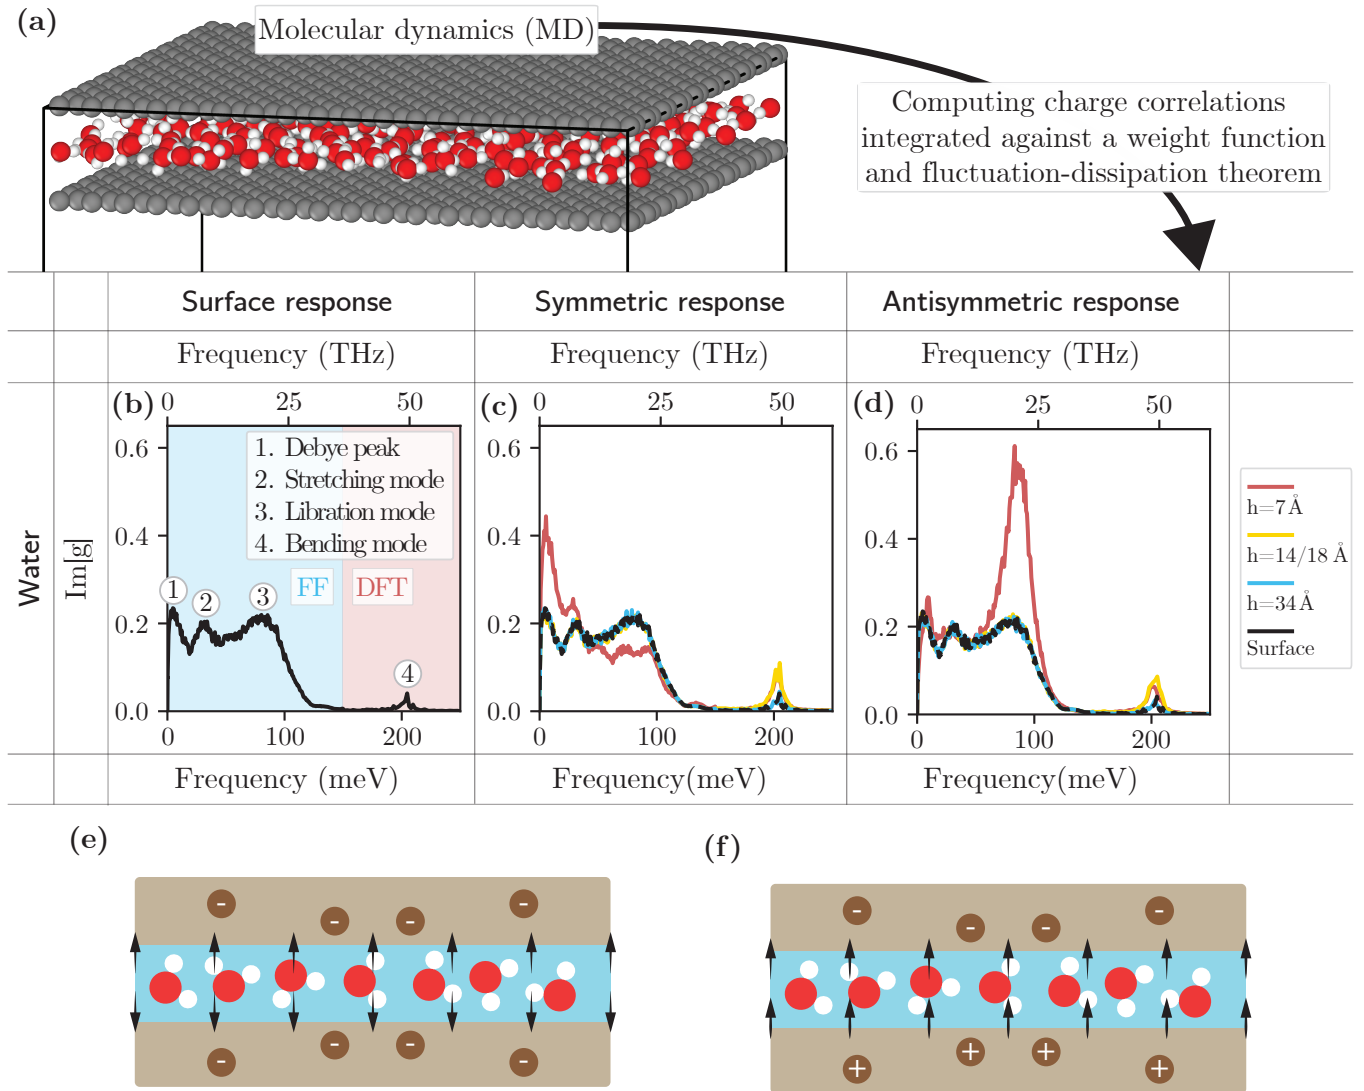 (a)
Molecular dynamics (MD)
Computing charge correlations
integrated against a weight function
and fluctuation-dissipation theorem
Surface response
Symmetric response
Antisymmetric response
Frequency (THz)
Frequency (THz)
Frequency (THz)
Water
Im[g]
(b)
0 25 50
0.6
0.4
0.2
0.0
1. Debye peak
2. Stretching mode
3. Libration mode
4. Bending mode
FF
DFT
1
2
3
4
0 100 200
Frequency (meV)
(c)
0 25 50
0.6
0.4
0.2
0.0
0 100 200
Frequency(meV)
(d)
0 25 50
0.6
0.4
0.2
0.0
0 100 200
Frequency(meV)
h=7Å
h=14/18 Å
h=34Å
Surface
(e)
- - - -
- - - -
(f)
- - - -
+ + + +